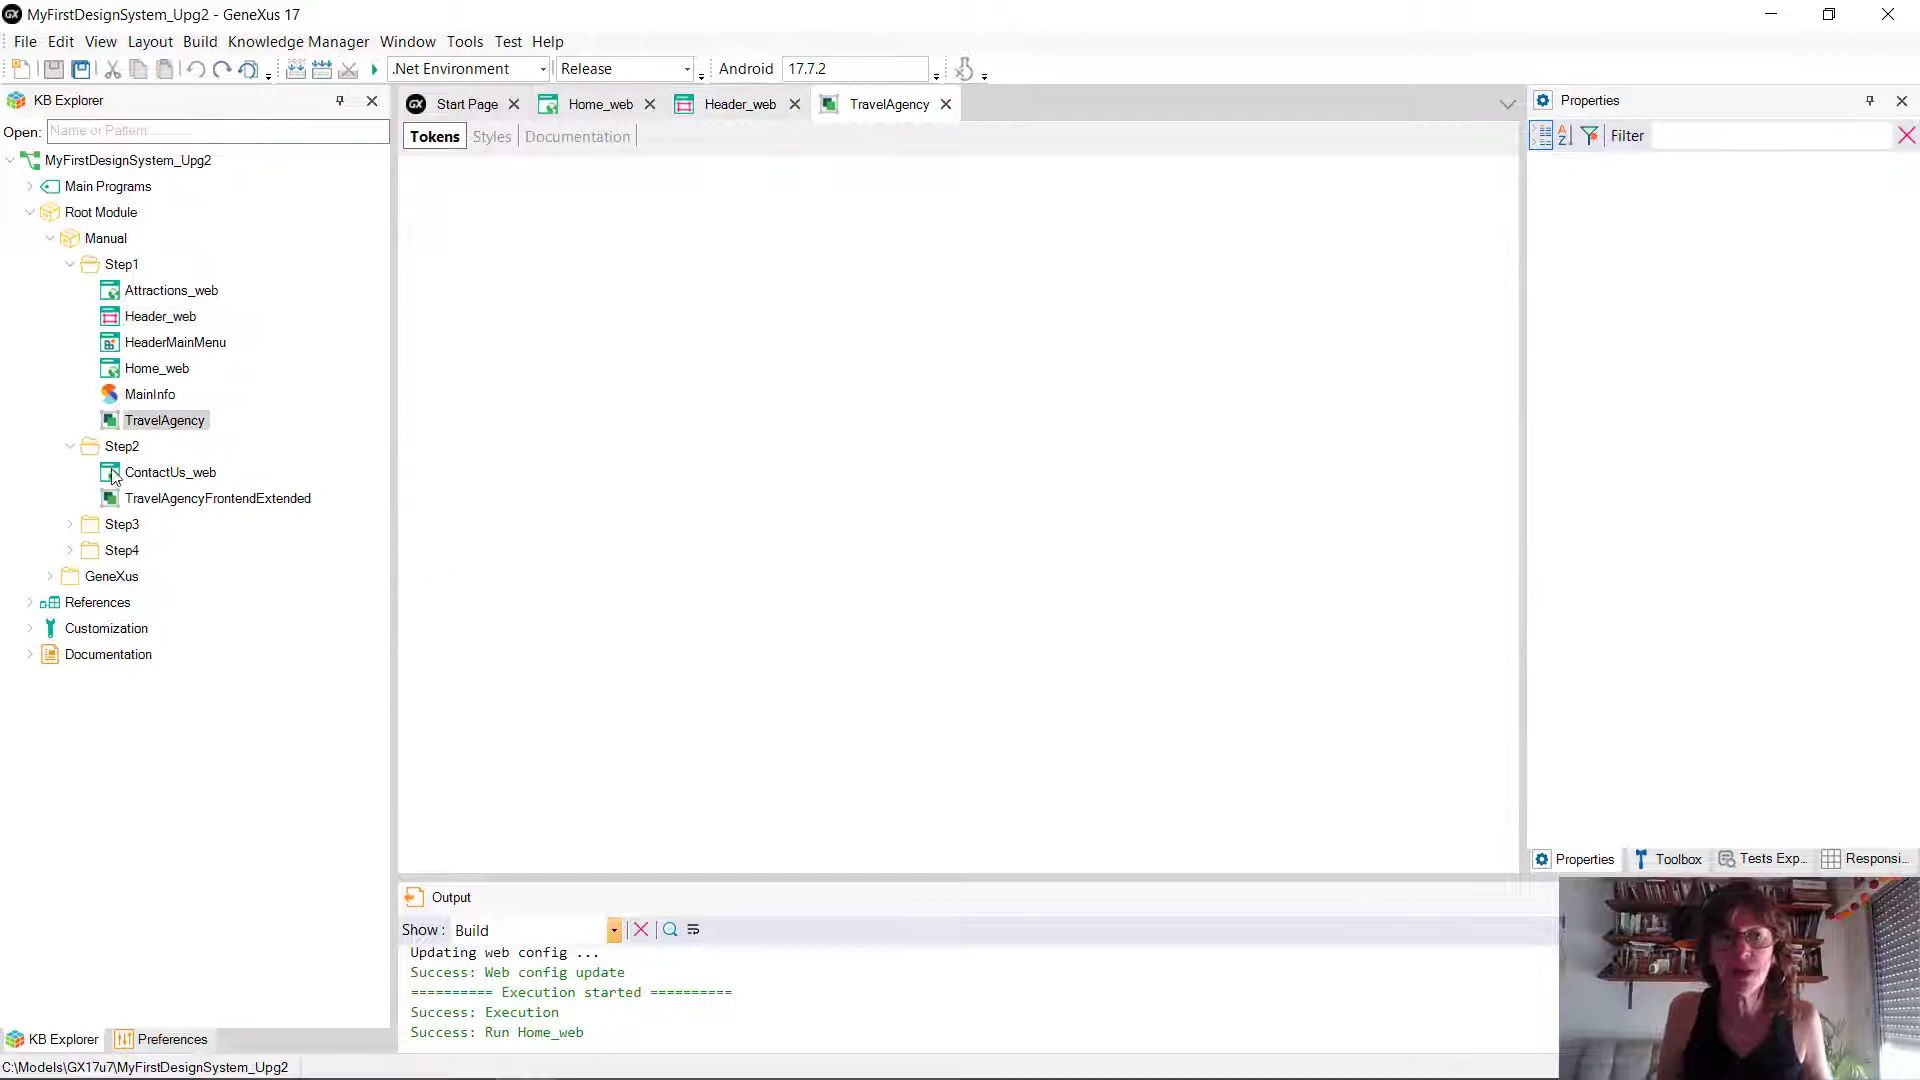 MyFirstDesignSystem_Upg2 - GeneXus 17
File Edit View Layout Build Knowledge Manager Window Tools Test Help
.Net Environment Release Android 17.7.2
KB Explorer
Open: Name or Pattern
MyFirstDesignSystem_Upg2
Main Programs
Root Module
Manual
Step1
Attractions_web
Header_web
HeaderMainMenu
Home_web
MainInfo
TravelAgency
Step2
ContactUs_web
TravelAgencyFrontendExtended
Step3
Step4
GeneXus
References
Customization
Documentation
KB Explorer Preferences
C:\Models\GX17u7\MyFirstDesignSystem_Upg2
Start Page Home_web Header_web TravelAgency
Tokens Styles Documentation
Output
Show : Build
Updating web config ...
Success: Web config update
========== Execution started ==========
Success: Execution
Success: Run Home_web
Properties
Filter
Properties Toolbox Tests Exp... Responsi...